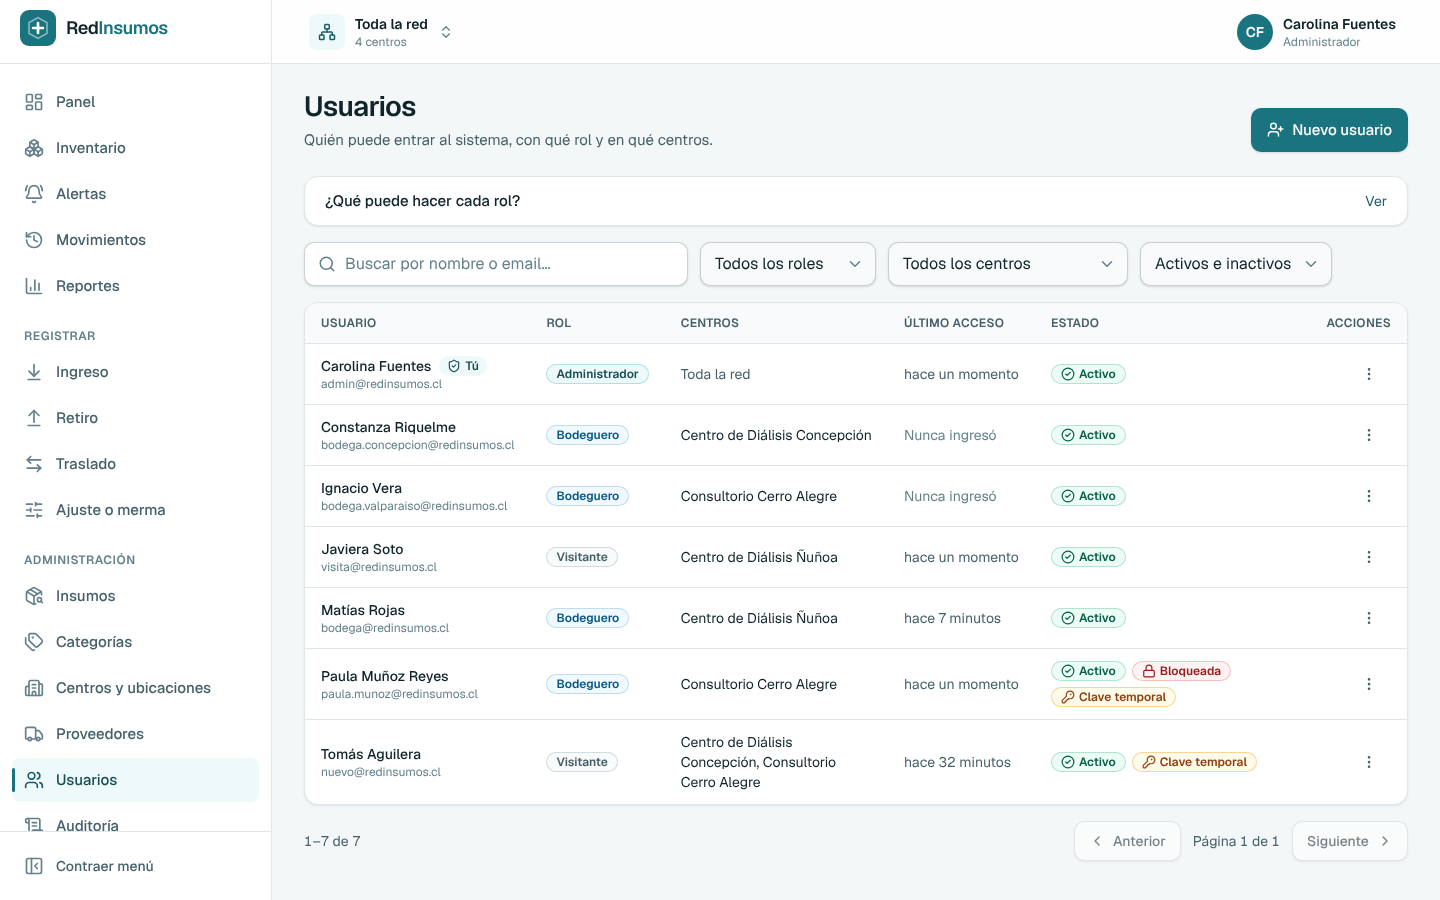 RedInsumos
Toda la red
4 centros
CF
Carolina Fuentes
Administrador
Panel
Inventario
Alertas
Movimientos
Reportes
REGISTRAR
Ingreso
Retiro
Traslado
Ajuste o merma
ADMINISTRACIÓN
Insumos
Categorías
Centros y ubicaciones
Proveedores
Usuarios
Auditoría
Contraer menú
Usuarios
Quién puede entrar al sistema, con qué rol y en qué centros.
Nuevo usuario
¿Qué puede hacer cada rol?
Ver
Buscar por nombre o email...
Todos los roles
Todos los centros
Activos e inactivos
USUARIO ROL CENTROS ÚLTIMO ACCESO ESTADO ACCIONES
Carolina Fuentes Tú
admin@redinsumos.cl
Administrador
Toda la red
hace un momento
Activo
Constanza Riquelme
bodega.concepcion@redinsumos.cl
Bodeguero
Centro de Diálisis Concepción
Nunca ingresó
Activo
Ignacio Vera
bodega.valparaiso@redinsumos.cl
Bodeguero
Consultorio Cerro Alegre
Nunca ingresó
Activo
Javiera Soto
visita@redinsumos.cl
Visitante
Centro de Diálisis Ñuñoa
hace un momento
Activo
Matías Rojas
bodega@redinsumos.cl
Bodeguero
Centro de Diálisis Ñuñoa
hace 7 minutos
Activo
Paula Muñoz Reyes
paula.munoz@redinsumos.cl
Bodeguero
Consultorio Cerro Alegre
hace un momento
Activo Bloqueada
Clave temporal
Tomás Aguilera
nuevo@redinsumos.cl
Visitante
Centro de Diálisis
Concepción, Consultorio
Cerro Alegre
hace 32 minutos
Activo Clave temporal
1–7 de 7
Anterior
Página 1 de 1
Siguiente